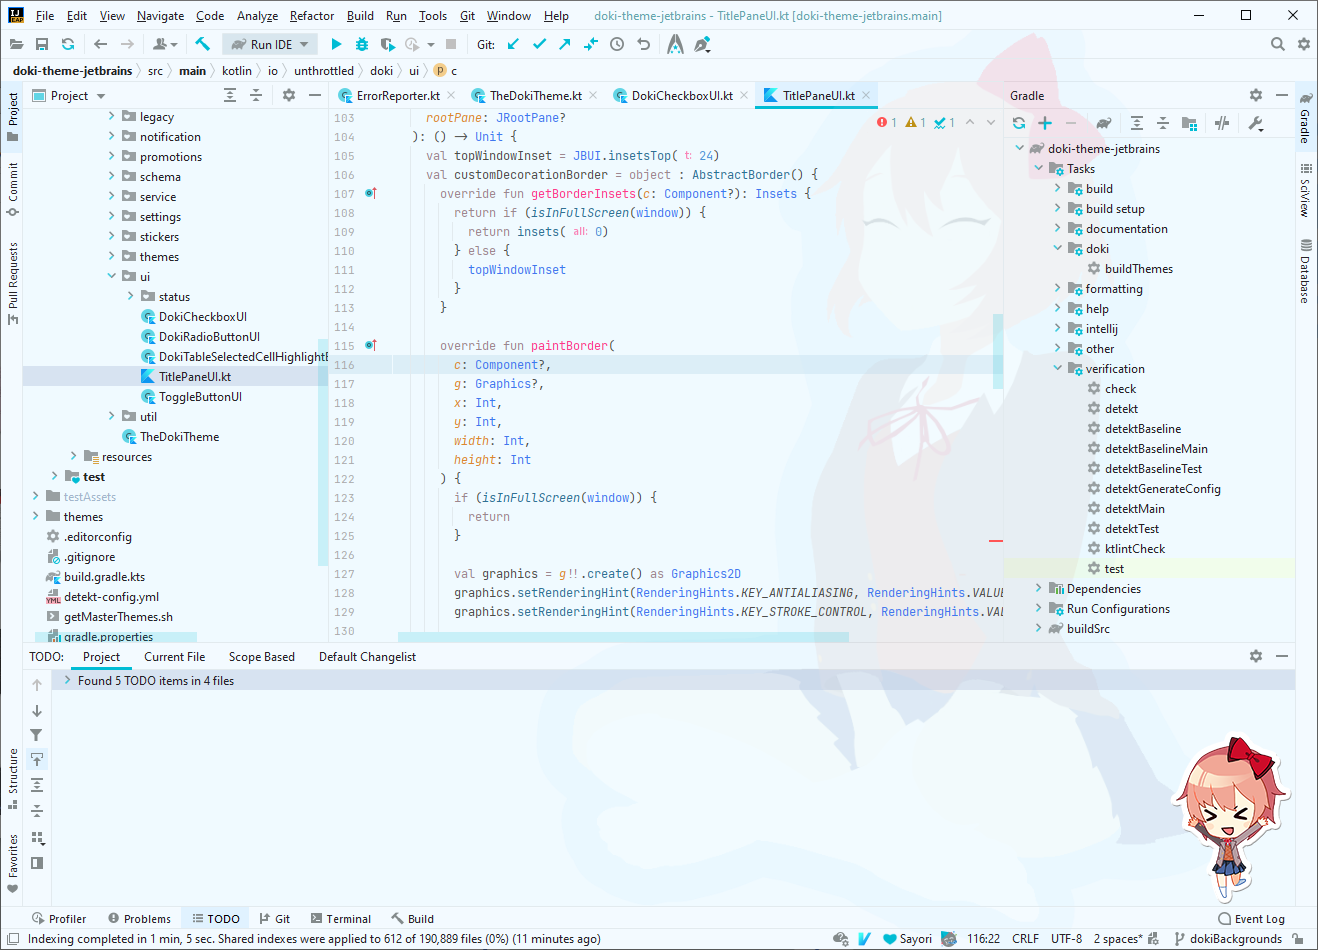 IJ EAP File Edit View Navigate Code Analyze Refactor Build Run Tools Git Window Help doki-theme-jetbrains - TitlePaneUI.kt [doki-theme-jetbrains.main]
Run IDE Git:
doki-theme-jetbrains src main kotlin io unthrottled doki ui c
Project
Commit
Pull Requests
Structure
Favorites
Project
legacy
notification
promotions
schema
service
settings
stickers
themes
ui
status
DokiCheckboxUI
DokiRadioButtonUI
DokiTableSelectedCellHighlight
TitlePaneUI.kt
ToggleButtonUI
util
TheDokiTheme
resources
test
testAssets
themes
.editorconfig
.gitignore
build.gradle.kts
detekt-config.yml
getMasterThemes.sh
gradle.properties
ErrorReporter.kt TheDokiTheme.kt DokiCheckboxUI.kt TitlePaneUI.kt
1 1 1
103 rootPane: JRootPane?
104 ): () -> Unit {
105 val topWindowInset = JBUI.insetsTop( t: 24)
106 val customDecorationBorder = object : AbstractBorder() {
107 override fun getBorderInsets(c: Component?): Insets {
108 return if (isInFullScreen(window)) {
109 return insets( all: 0)
110 } else {
111 topWindowInset
112 }
113 }
114
115 override fun paintBorder(
116 c: Component?,
117 g: Graphics?,
118 x: Int,
119 y: Int,
120 width: Int,
121 height: Int
122 ) {
123 if (isInFullScreen(window)) {
124 return
125 }
126
127 val graphics = g!!.create() as Graphics2D
128 graphics.setRenderingHint(RenderingHints.KEY_ANTIALIASING, RenderingHints.VALUE
129 graphics.setRenderingHint(RenderingHints.KEY_STROKE_CONTROL, RenderingHints.VAL
130
Gradle
doki-theme-jetbrains
Tasks
build
build setup
documentation
doki
buildThemes
formatting
help
intellij
other
verification
check
detekt
detektBaseline
detektBaselineMain
detektBaselineTest
detektGenerateConfig
detektMain
detektTest
ktlintCheck
test
Dependencies
Run Configurations
buildSrc
Gradle
SciView
Database
TODO: Project Current File Scope Based Default Changelist
Found 5 TODO items in 4 files
Profiler Problems TODO Git Terminal Build Event Log
Indexing completed in 1 min, 5 sec. Shared indexes were applied to 612 of 190,889 files (0%) (11 minutes ago) Sayori 116:22 CRLF UTF-8 2 spaces* dokiBackgrounds